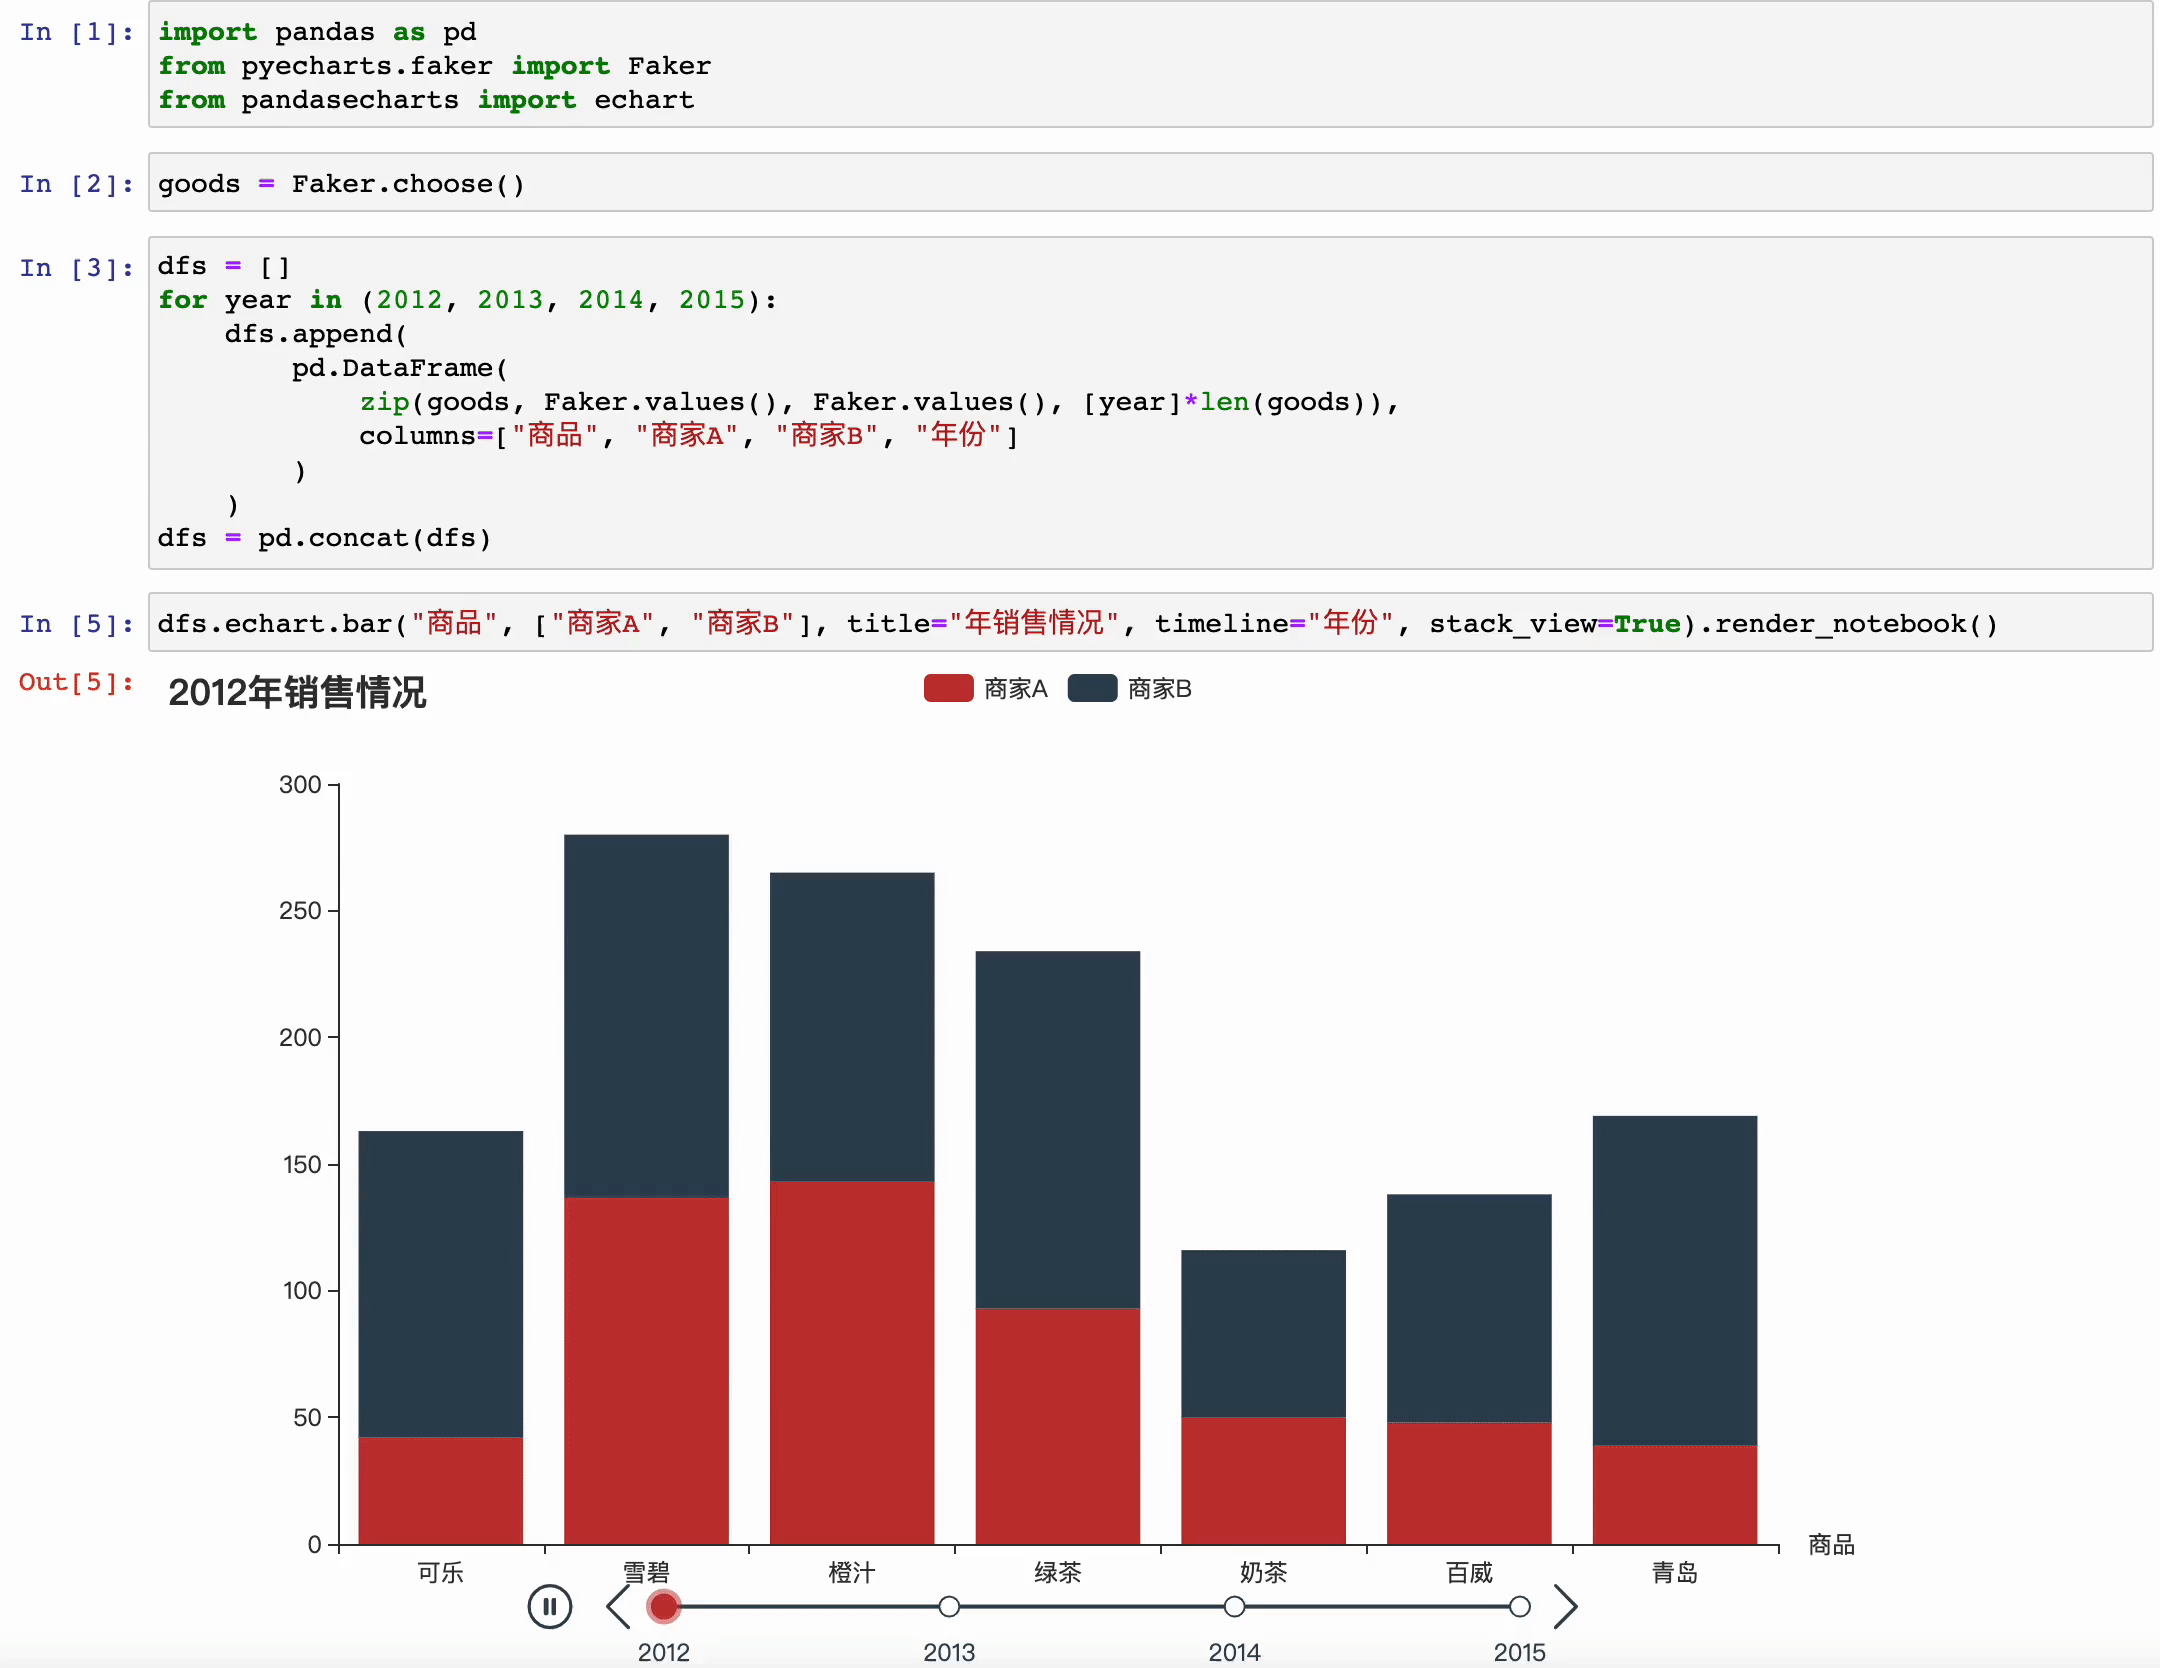 In [1]:
import pandas as pd
from pyecharts.faker import Faker
from pandasecharts import echart
In [2]:
goods = Faker.choose()
In [3]:
dfs = []
for year in (2012, 2013, 2014, 2015):
    dfs.append(
        pd.DataFrame(
            zip(goods, Faker.values(), Faker.values(), [year]*len(goods)),
            columns=["商品", "商家A", "商家B", "年份"]
        )
    )
dfs = pd.concat(dfs)
In [5]:
dfs.echart.bar("商品", ["商家A", "商家B"], title="年销售情况", timeline="年份", stack_view=True).render_notebook()
Out[5]:
2012年销售情况
商家A 商家B
300
250
200
150
100
50
0
商品
可乐 雪碧 橙汁 绿茶 奶茶 百威 青岛
2012 2013 2014 2015